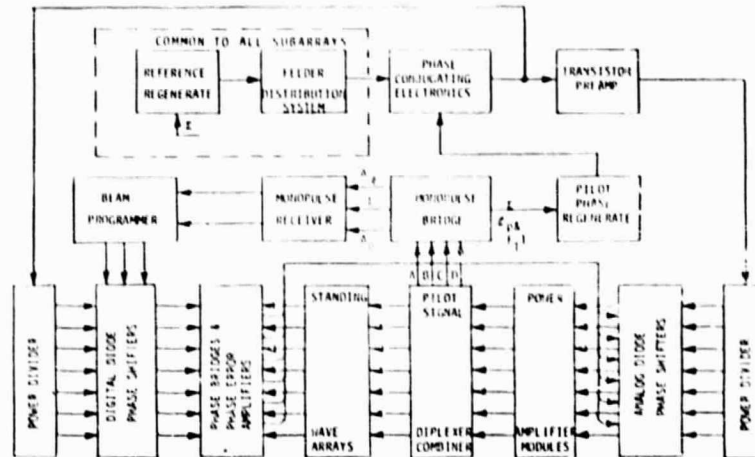 COMMON TO ALL SUBARRAYS
REFERENCE
REGENERATE
FEEDER
DISTRIBUTION
SYSTEM
PHASE
CONJUGATING
ELECTRONICS
TRANSISTOR
PREAMP
Σ
BEAM
PROGRAMMER
MONOPULSE
RECEIVER
MONOPULSE
BRIDGE
PILOT
PHASE
REGENERATE
Σ
A B C D
POWER DIVIDER
DIGITAL DIODE
PHASE SHIFTERS
PHASE BRIDGES &
PHASE ERROR
AMPLIFIERS
STANDING
WAVE ARRAYS
PILOT
SIGNAL
DIPLEXER
COMBINER
POWER
AMPLIFIER
MODULES
ANALOG DIODE
PHASE SHIFTERS
POWER DIVIDER